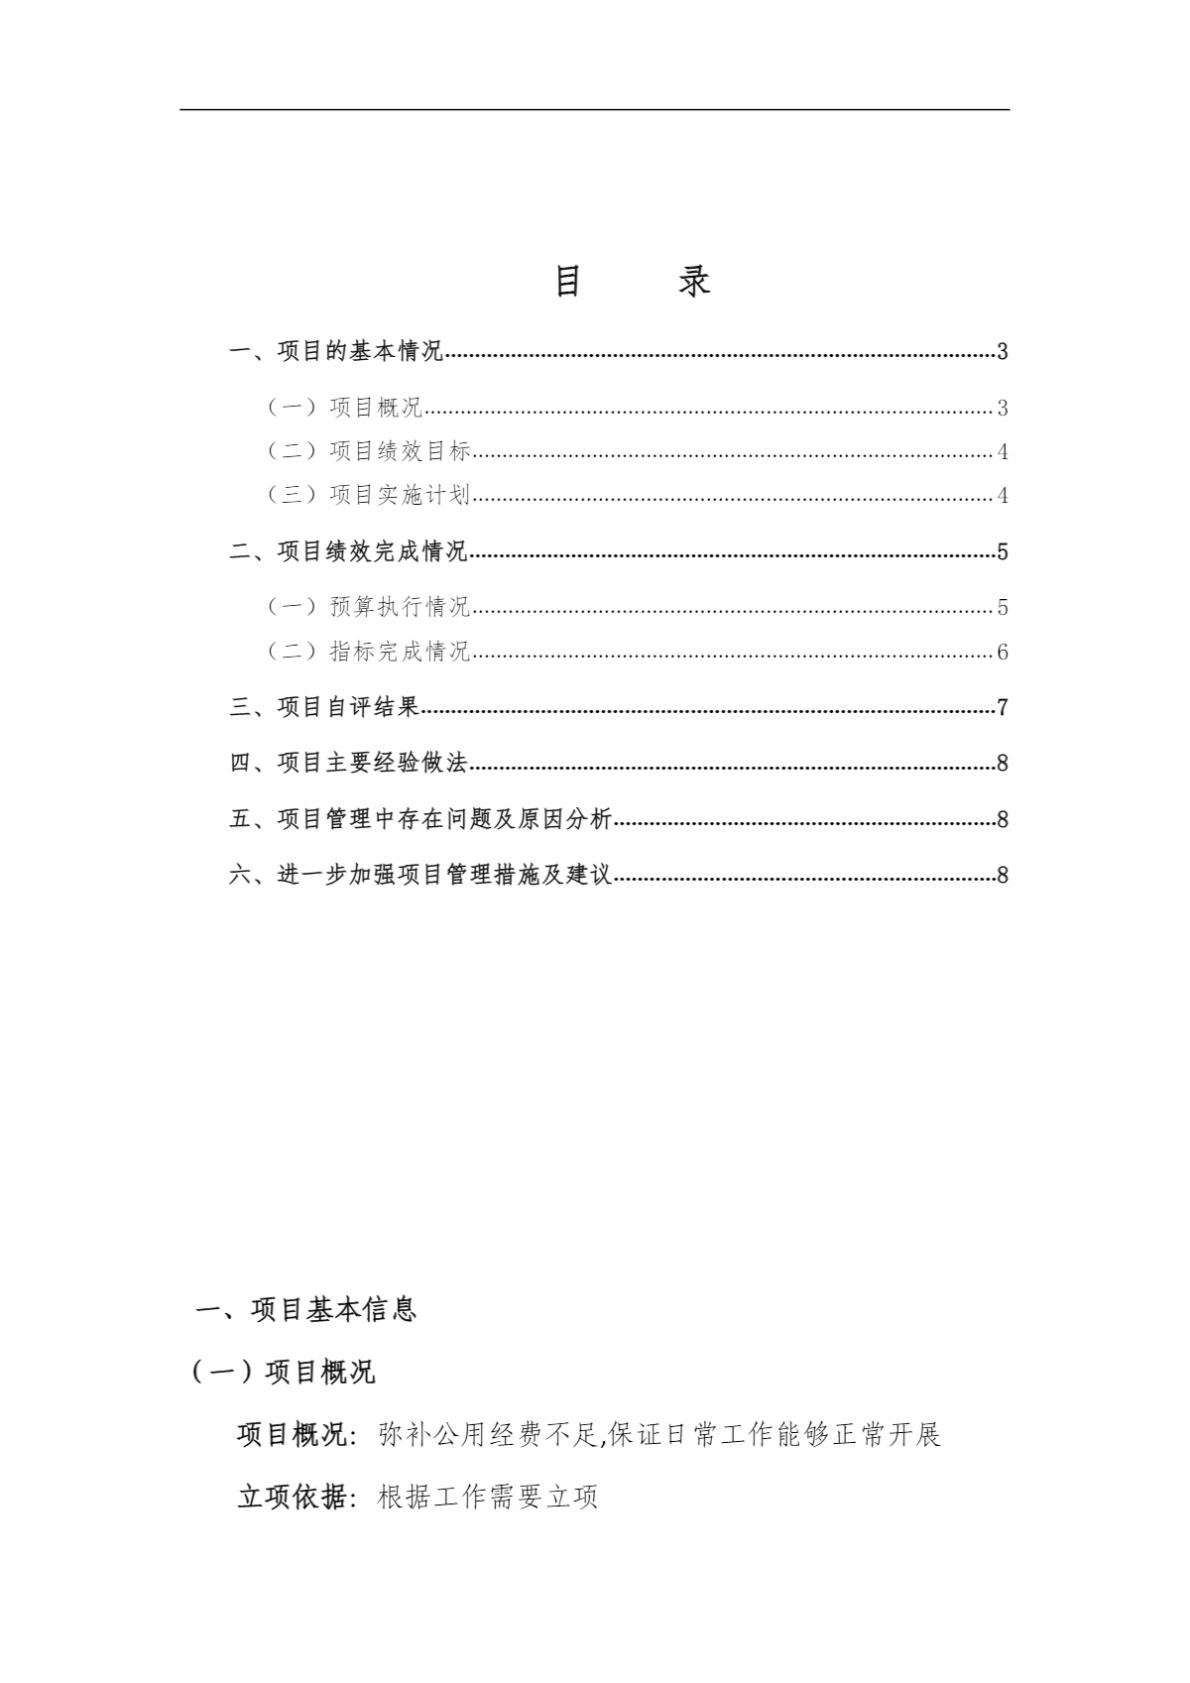 目 录
一、项目的基本情况........................................3
（一）项目概况........................................3
（二）项目绩效目标........................................4
（三）项目实施计划........................................4
二、项目绩效完成情况........................................5
（一）预算执行情况........................................5
（二）指标完成情况........................................6
三、项目自评结果........................................7
四、项目主要经验做法........................................8
五、项目管理中存在问题及原因分析........................................8
六、进一步加强项目管理措施及建议........................................8
一、项目基本信息
（一）项目概况
项目概况：弥补公用经费不足,保证日常工作能够正常开展
立项依据：根据工作需要立项